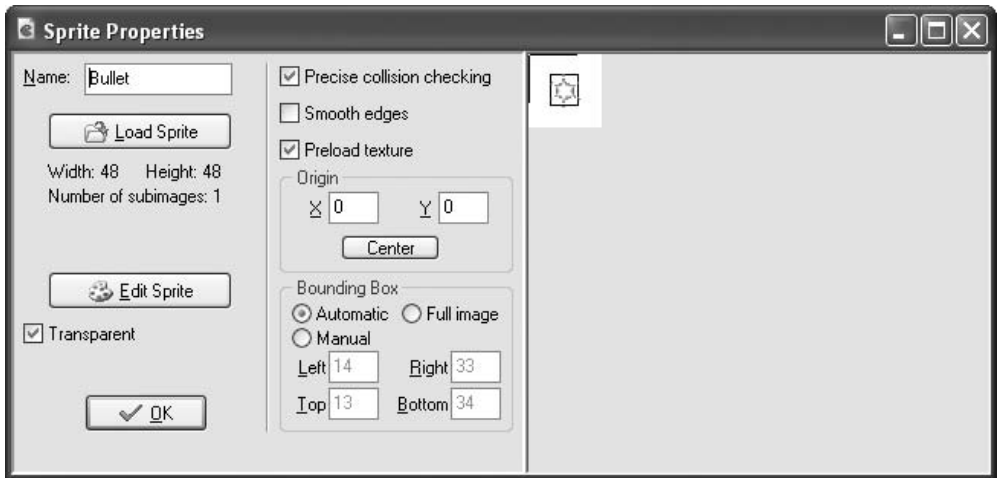 Sprite Properties
Name: Bullet
Load Sprite
Width: 48 Height: 48
Number of subimages: 1
Edit Sprite
Transparent
OK
Precise collision checking
Smooth edges
Preload texture
Origin
X 0 Y 0
Center
Bounding Box
Automatic Full image
Manual
Left 14 Right 33
Top 13 Bottom 34